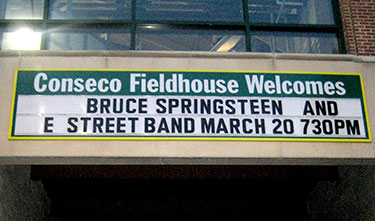 Conseco Fieldhouse Welcomes
BRUCE SPRINGSTEEN AND
E STREET BAND MARCH 20 730PM